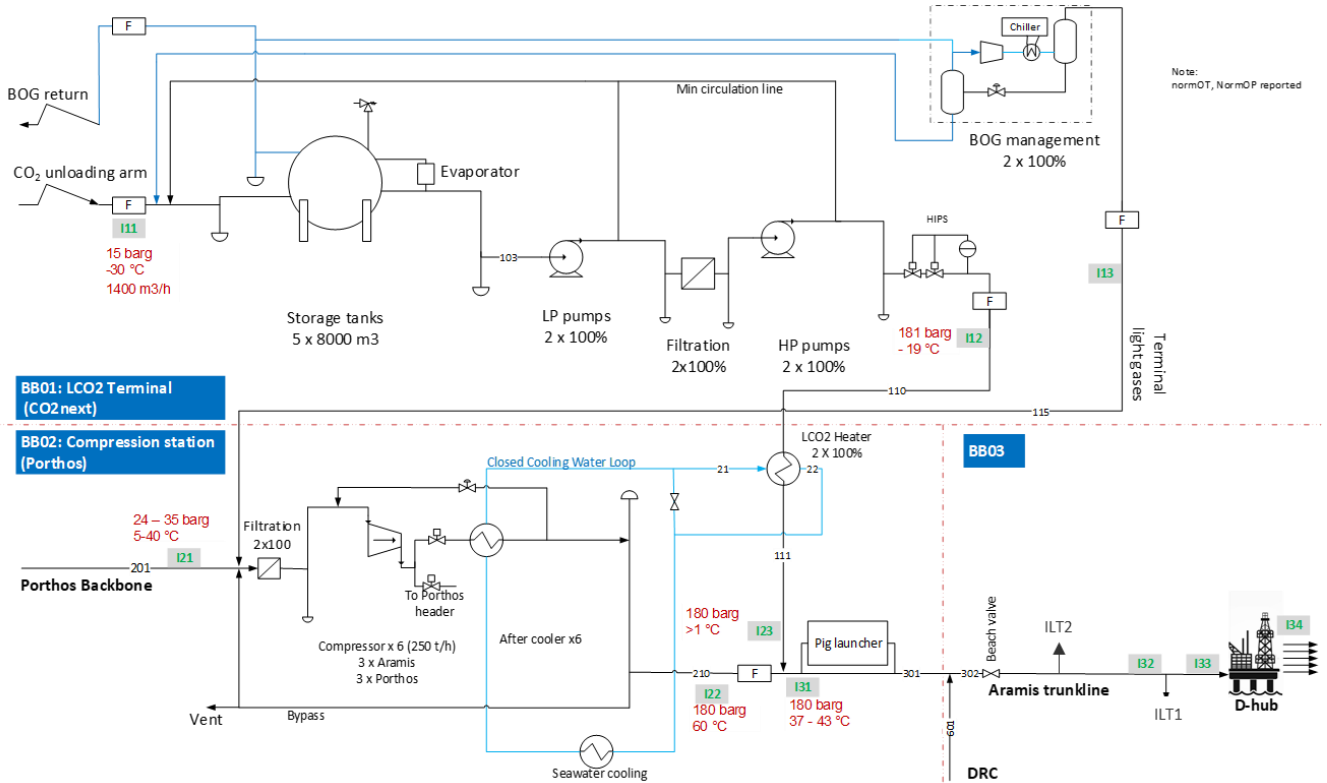 F
Chiller
Note:
normOT, NormOP reported
BOG return
Min circulation line
BOG management
2 x 100%
CO₂ unloading arm
Evaporator
F
I11
15 barg
-30 °C
1400 m3/h
103
HIPS
F
I13
F
Storage tanks
5 x 8000 m3
LP pumps
2 x 100%
Filtration
2x100%
HP pumps
2 x 100%
181 barg
- 19 °C
I12
Terminal
light gases
BB01: LCO2 Terminal
(CO2next)
110
115
BB02: Compression station
(Porthos)
LCO2 Heater
2 X 100%
BB03
Closed Cooling Water Loop
21
22
24 – 35 barg
5-40 °C
I21
Filtration
2x100
111
201
Porthos Backbone
To Porthos
header
Compressor x 6 (250 t/h)
3 x Aramis
3 x Porthos
After cooler x6
180 barg
>1 °C
I23
Pig launcher
Beach valve
ILT2
I34
I32
I33
210
F
I31
301
302
Aramis trunkline
D-hub
I22
180 barg
60 °C
180 barg
37 - 43 °C
ILT1
Vent
Bypass
601
Seawater cooling
DRC